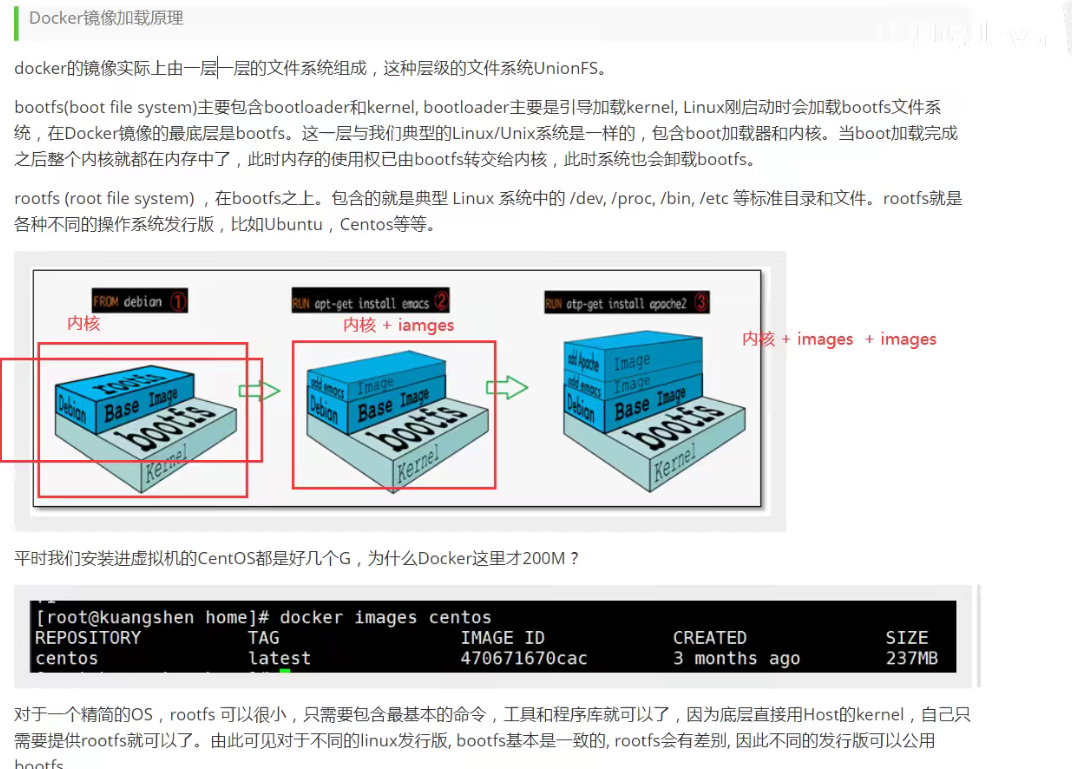 Docker镜像加载原理
docker的镜像实际上由一层一层的文件系统组成，这种层级的文件系统UnionFS。
bootfs(boot file system)主要包含bootloader和kernel, bootloader主要是引导加载kernel, Linux刚启动时会加载bootfs文件系
统，在Docker镜像的最底层是bootfs。这一层与我们典型的Linux/Unix系统是一样的，包含boot加载器和内核。当boot加载完成
之后整个内核就都在内存中了，此时内存的使用权已由bootfs转交给内核，此时系统也会卸载bootfs。
rootfs (root file system) ，在bootfs之上。包含的就是典型 Linux 系统中的 /dev, /proc, /bin, /etc 等标准目录和文件。rootfs就是
各种不同的操作系统发行版，比如Ubuntu，Centos等等。
FROM debian ①
RUN apt-get install emacs ②
RUN atp-get install apache2 ③
内核
内核 + iamges
内核 + images + images
rootfs
Debian
Base Image
bootfs
Kernel
add emacs
Image
Debian
Base Image
bootfs
Kernel
add Apache
Image
add emacs
Image
Debian
Base Image
bootfs
Kernel
平时我们安装进虚拟机的CentOS都是好几个G，为什么Docker这里才200M？
[root@kuangshen home]# docker images centos
REPOSITORY TAG IMAGE ID CREATED SIZE
centos latest 470671670cac 3 months ago 237MB
对于一个精简的OS，rootfs 可以很小，只需要包含最基本的命令，工具和程序库就可以了，因为底层直接用Host的kernel，自己只
需要提供rootfs就可以了。由此可见对于不同的linux发行版, bootfs基本是一致的, rootfs会有差别, 因此不同的发行版可以公用
bootfs